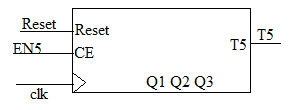 Reset Reset T5 T5
EN5 CE
clk Q1 Q2 Q3